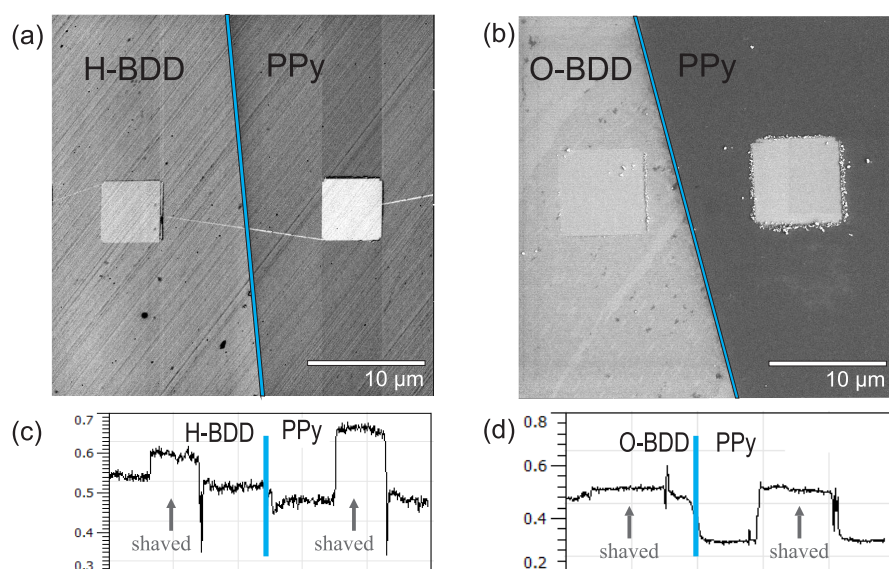 (a)
H-BDD PPy
10 µm
(b)
O-BDD PPy
10 µm
(c)
0.7
0.6
0.5
0.4
0.3
H-BDD PPy
shaved shaved
(d)
0.8
0.6
0.4
0.2
O-BDD PPy
shaved shaved